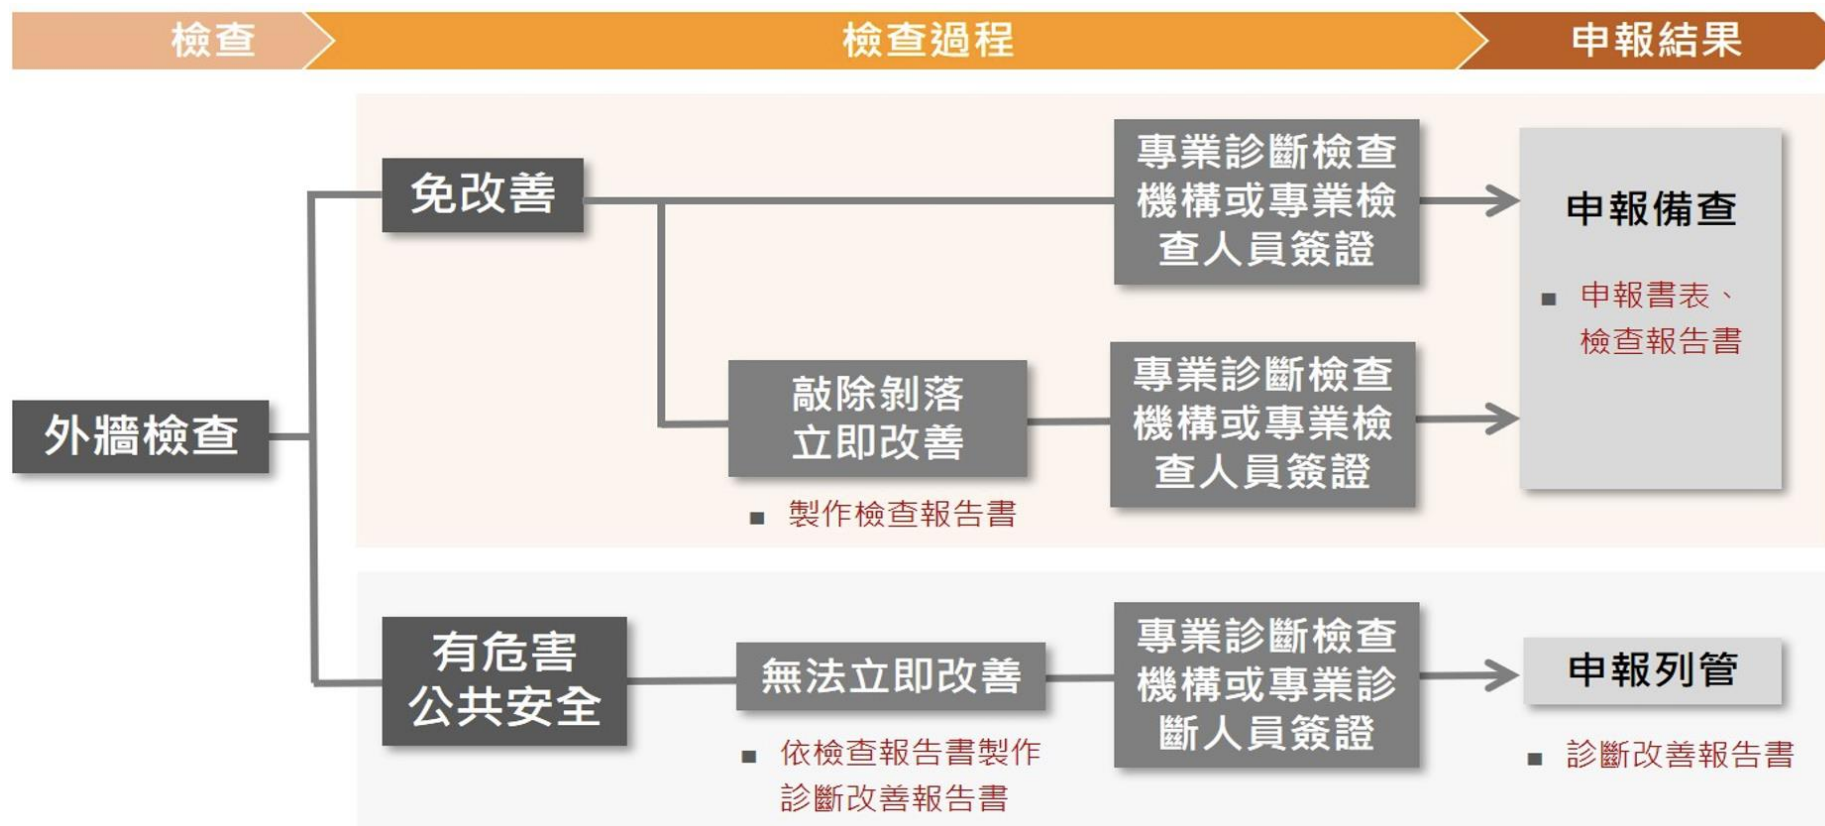 檢查
檢查過程
申報結果
外牆檢查
免改善
專業診斷檢查
機構或專業檢
查人員簽證
申報備查
■ 申報書表、
檢查報告書
敲除剝落
立即改善
■ 製作檢查報告書
專業診斷檢查
機構或專業檢
查人員簽證
有危害
公共安全
無法立即改善
■ 依檢查報告書製作
診斷改善報告書
專業診斷檢查
機構或專業診
斷人員簽證
申報列管
■ 診斷改善報告書